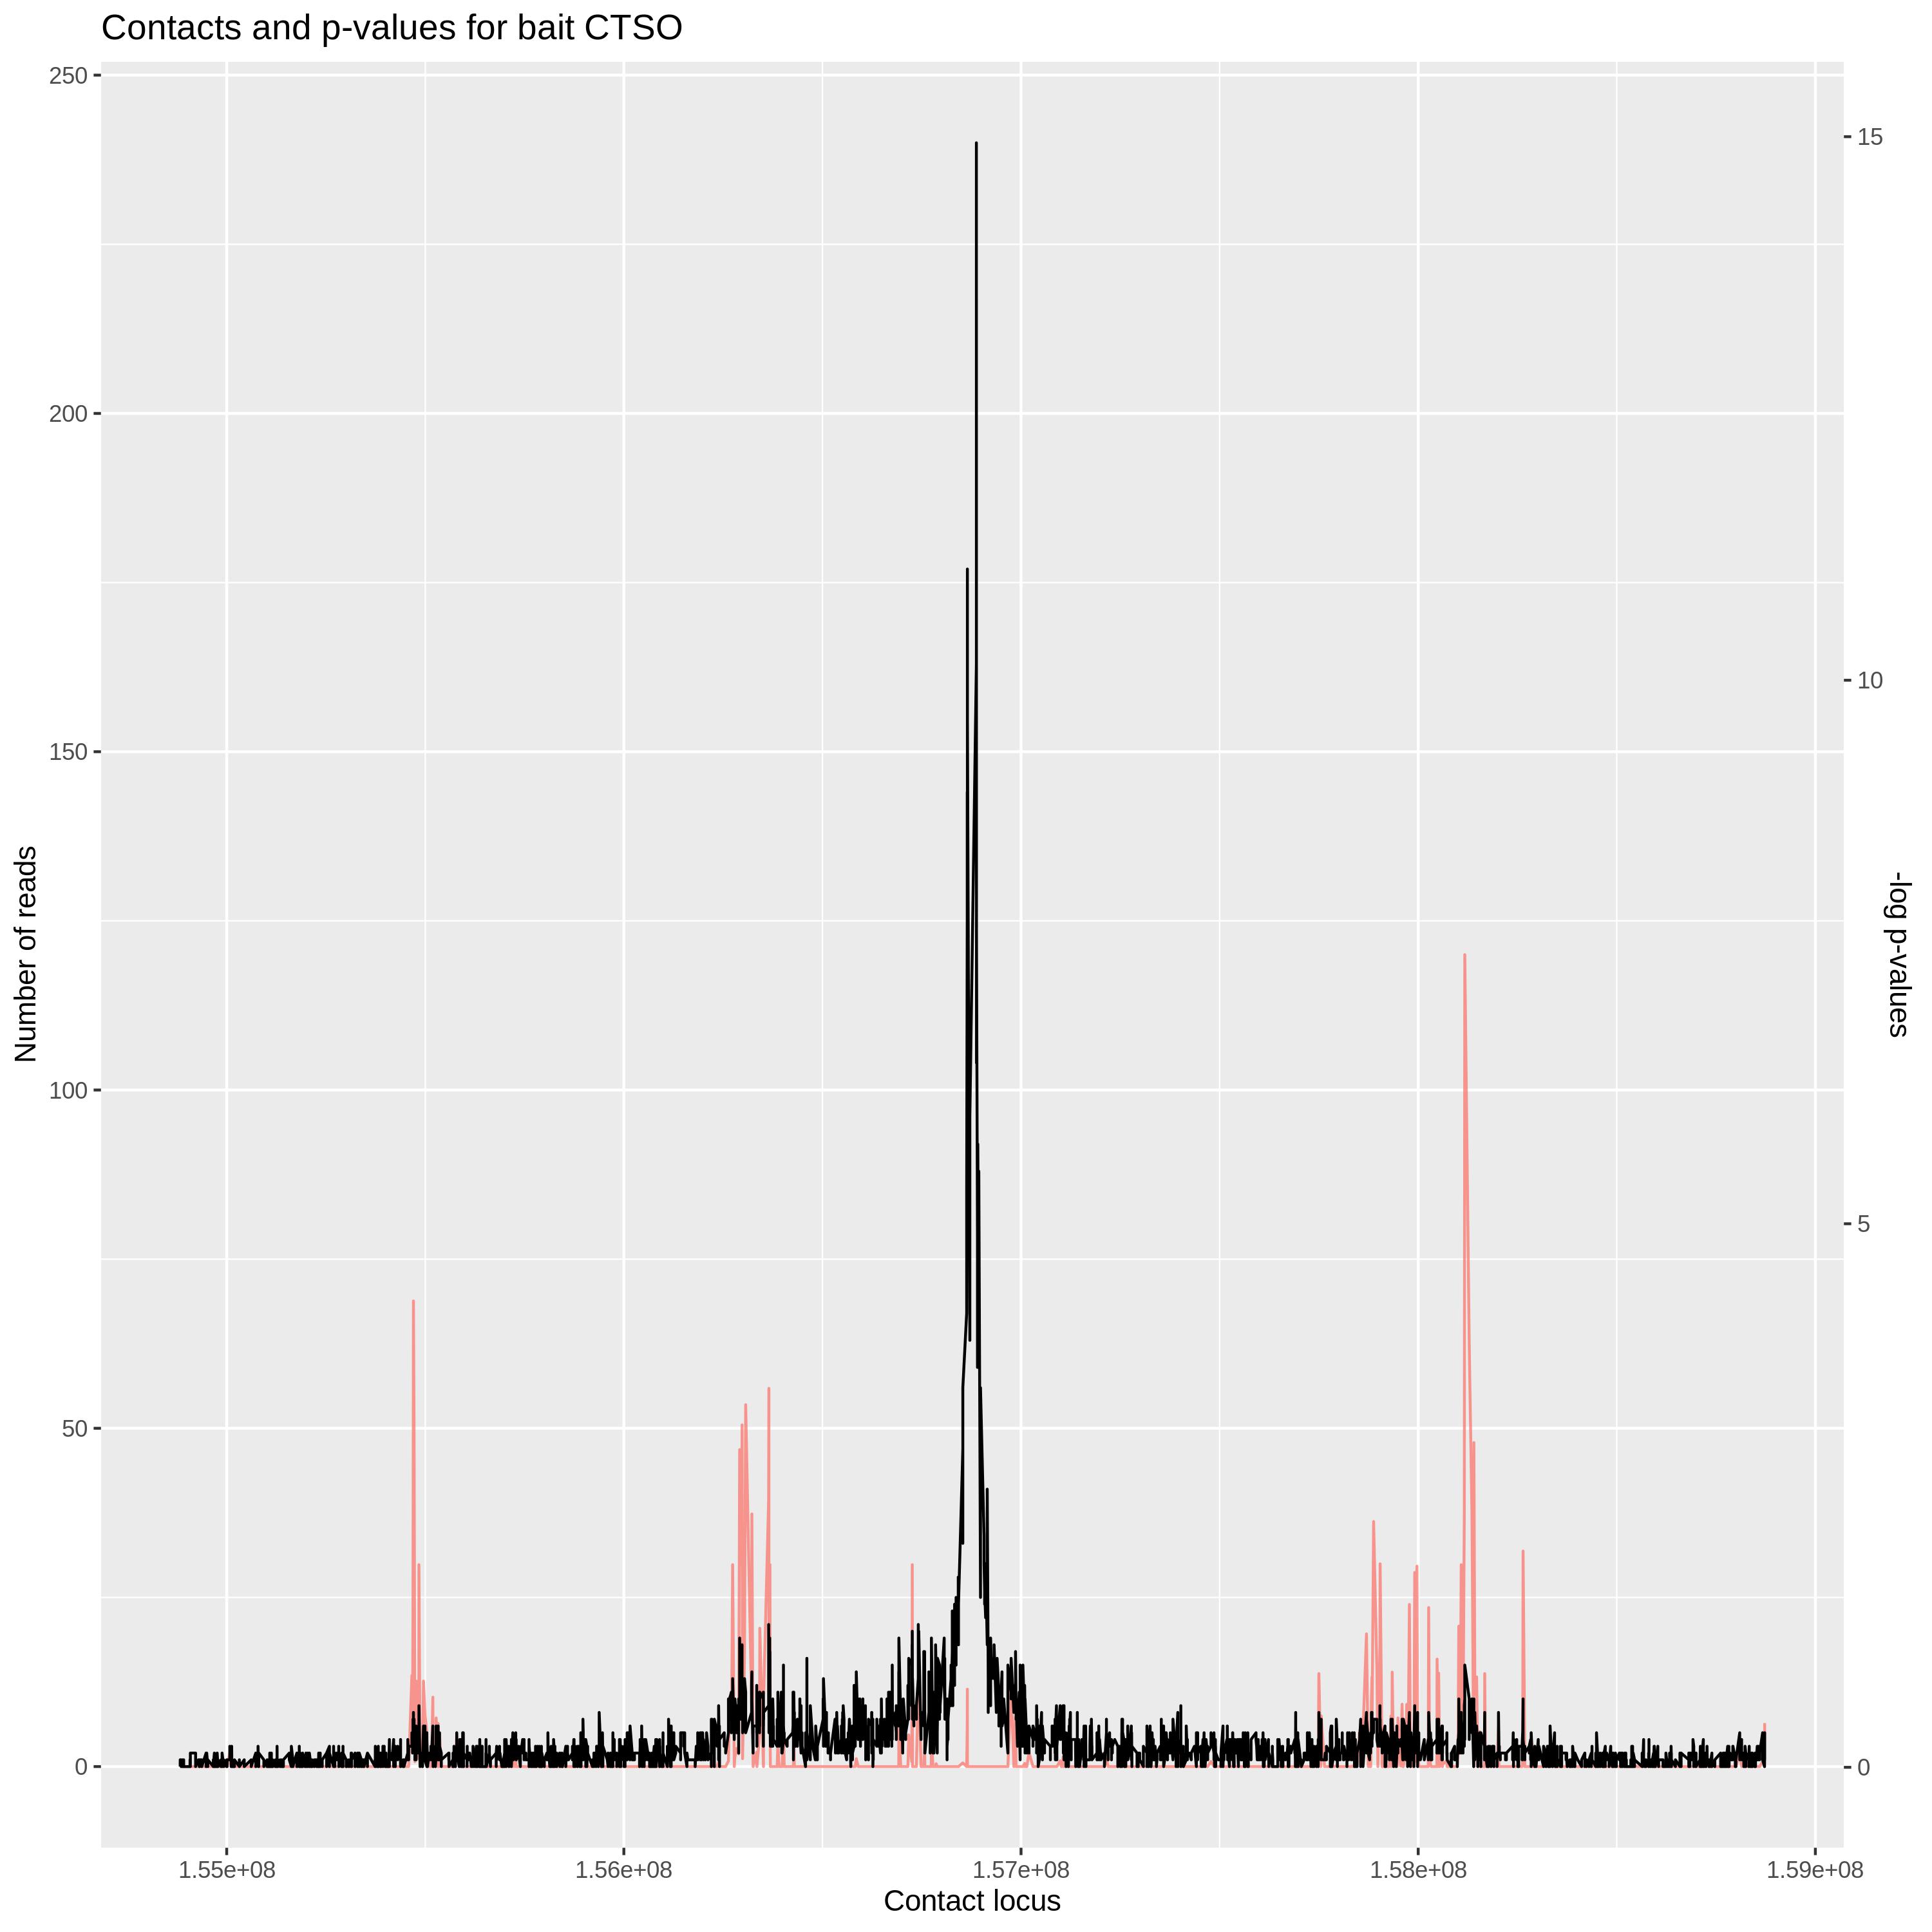 Contacts and p-values for bait CTSO
250
200
150
100
50
0
Number of reads
15
10
5
0
-log p-values
1.55e+08
1.56e+08
1.57e+08
1.58e+08
1.59e+08
Contact locus